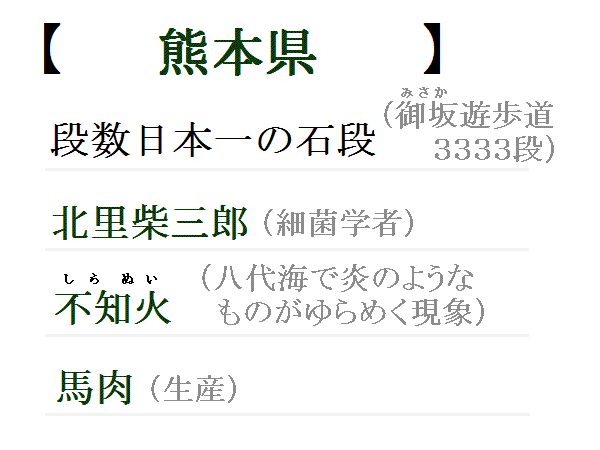 【 熊本県 】
みさか
段数日本一の石段（御坂遊歩道
3333段）
北里柴三郎（細菌学者）
しらぬい
不知火（八代海で炎のような
ものがゆらめく現象）
馬肉（生産）